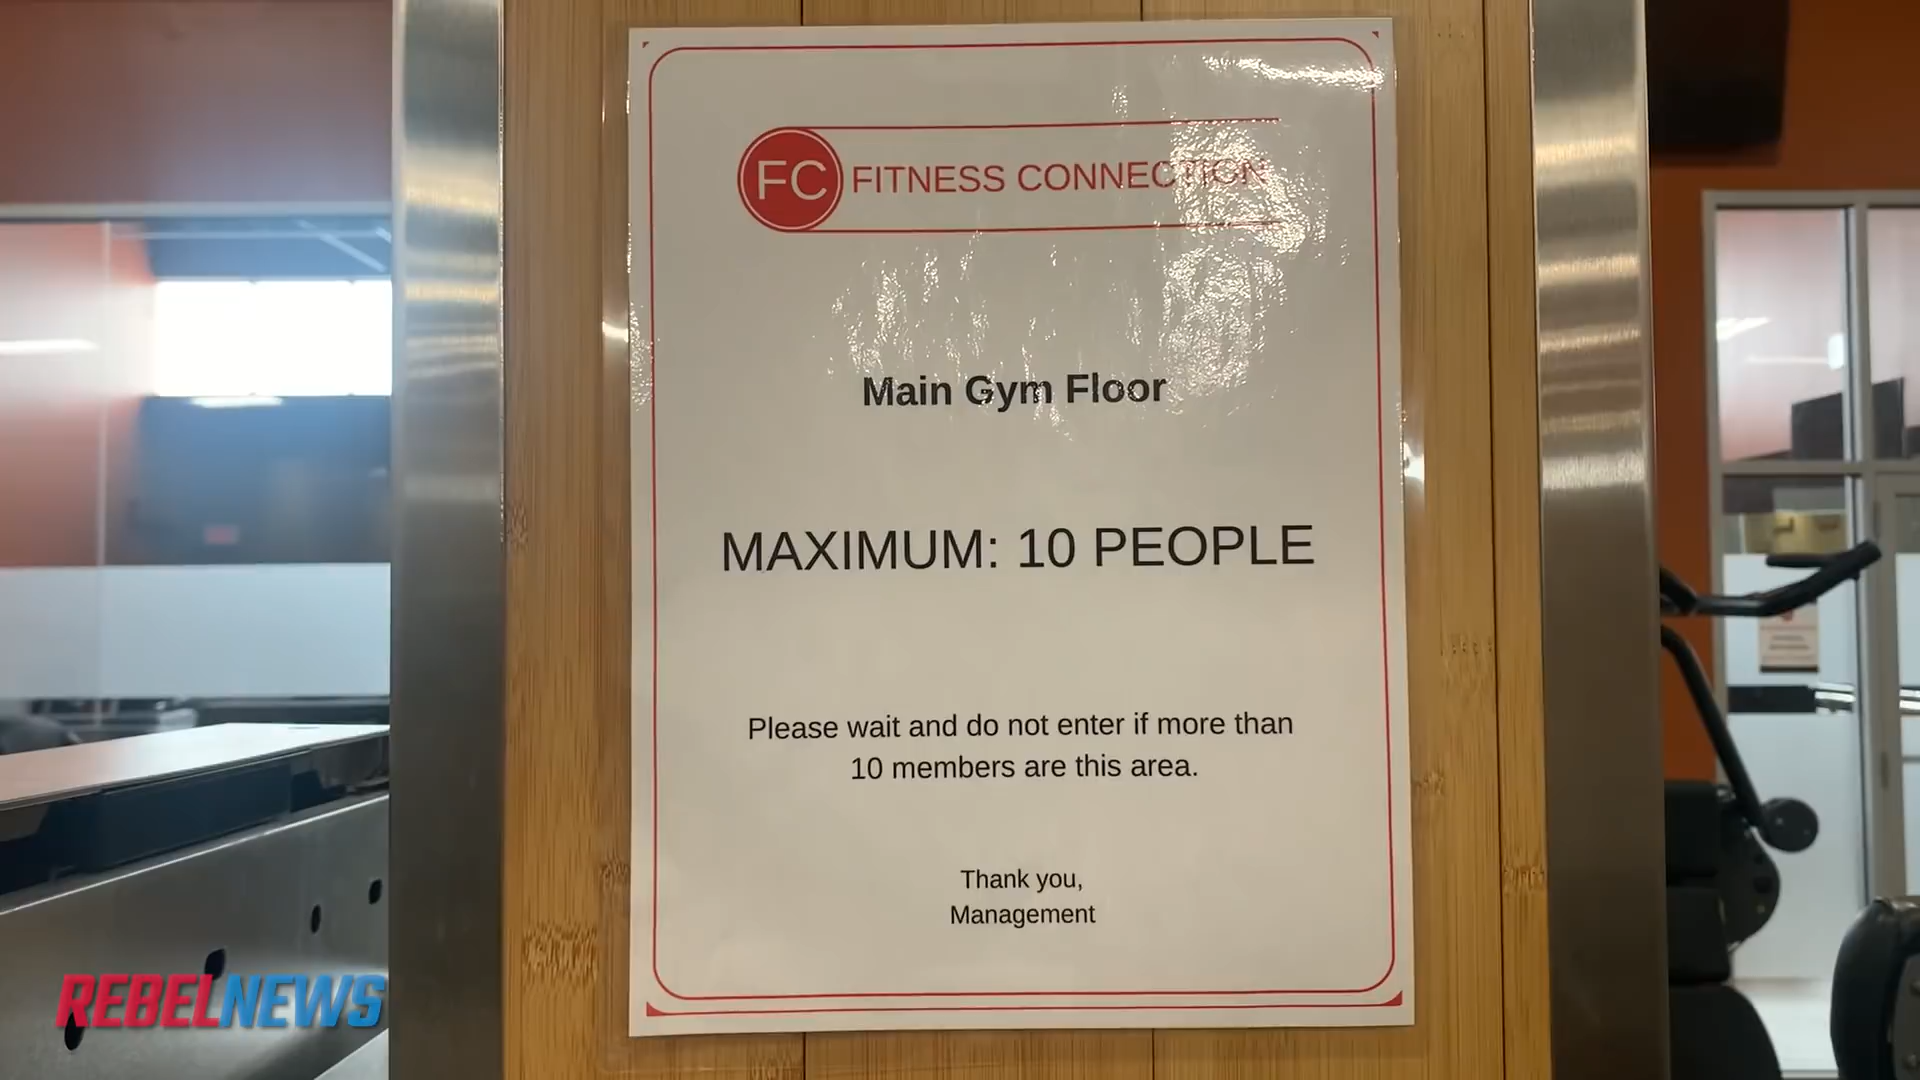 FC FITNESS CONNECTION
Main Gym Floor
MAXIMUM: 10 PEOPLE
Please wait and do not enter if more than
10 members are this area.
Thank you,
Management
REBELNEWS